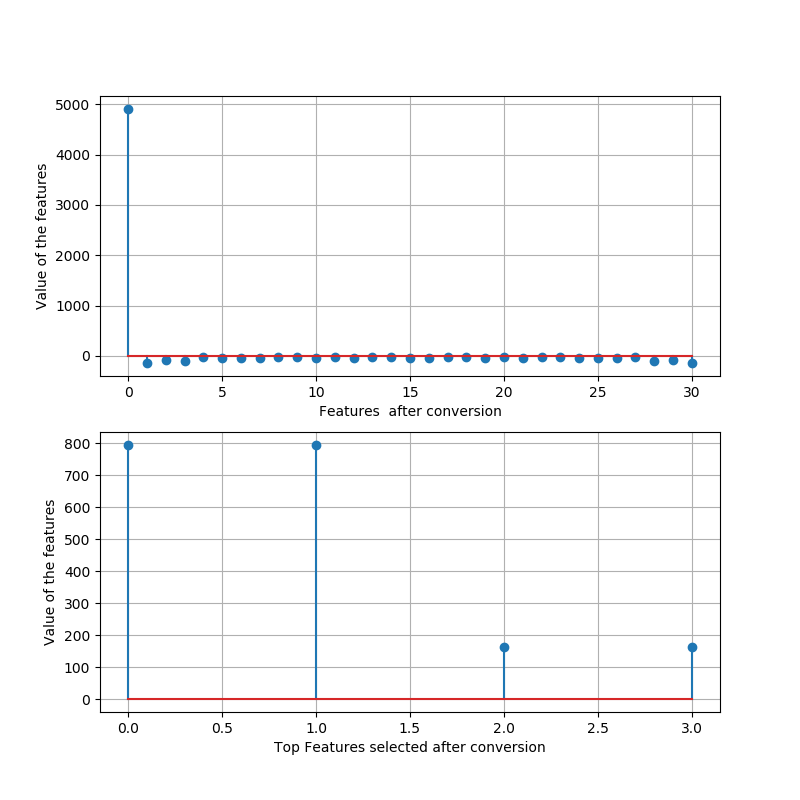 5000
4000
3000
2000
1000
0
Value of the features
0 5 10 15 20 25 30
Features  after conversion
800
700
600
500
400
300
200
100
0
Value of the features
0.0 0.5 1.0 1.5 2.0 2.5 3.0
Top Features selected after conversion